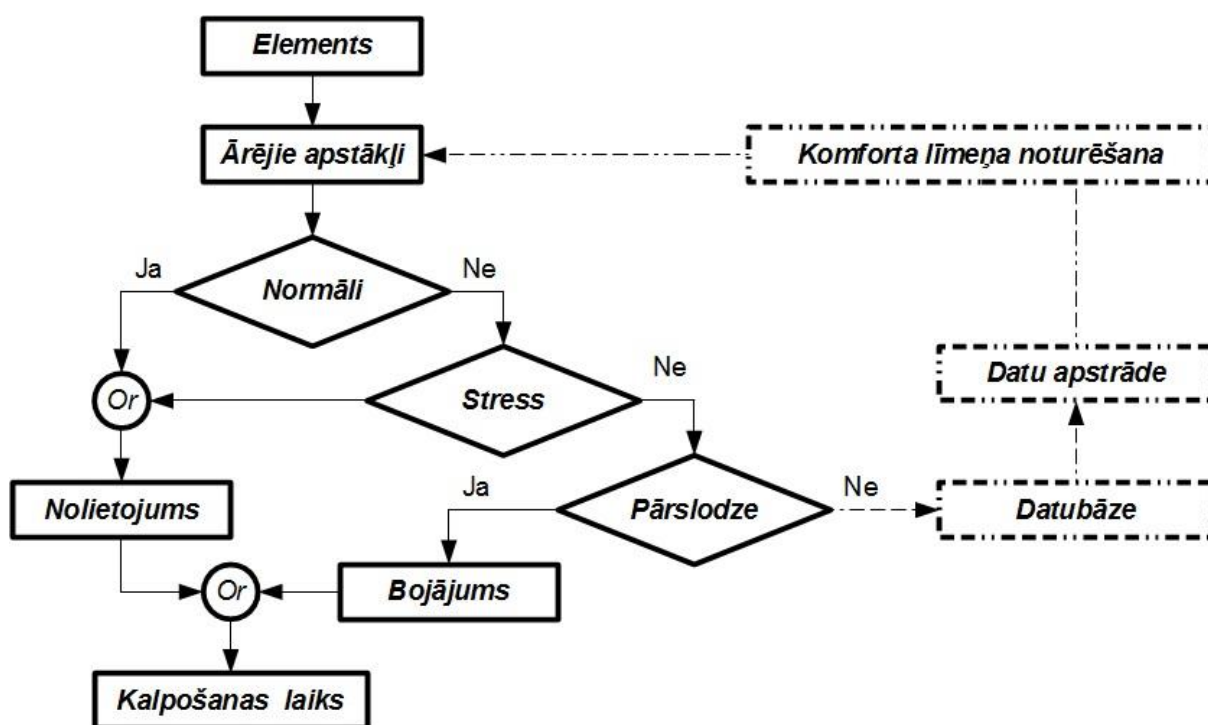 Elements
Ārējie apstākļi
Komforta līmeņa noturēšana
Ja
Ne
Normāli
Ne
Datu apstrāde
Or
Stress
Ja
Ne
Nolietojums
Pārslodze
Datubāze
Or
Bojājums
Kalpošanas laiks